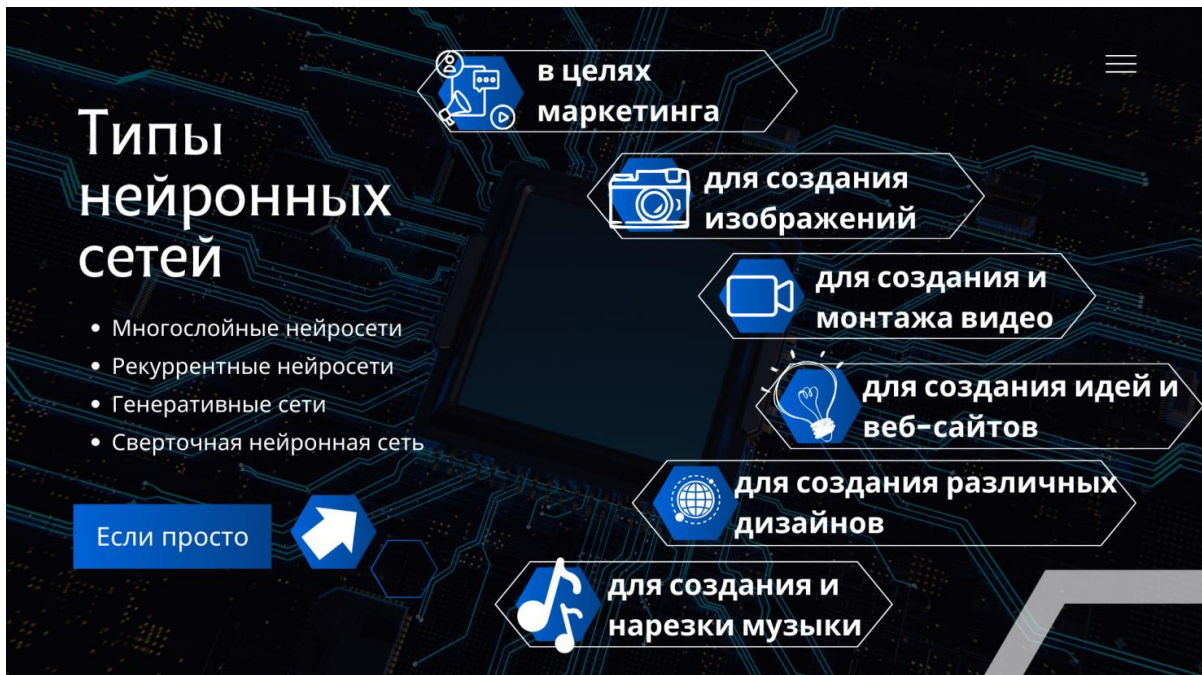 Типы
нейронных
сетей
• Многослойные нейросети
• Рекуррентные нейросети
• Генеративные сети
• Сверточная нейронная сеть
Если просто
в целях
маркетинга
для создания
изображений
для создания и
монтажа видео
для создания идей и
веб-сайтов
для создания различных
дизайнов
для создания и
нарезки музыки